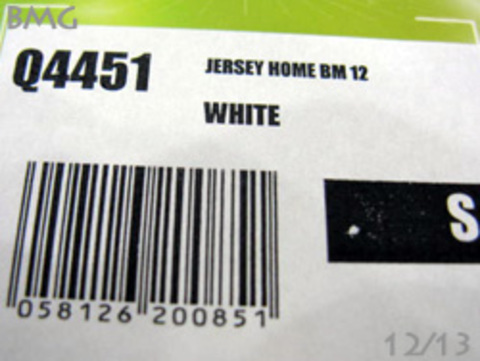 BMG
Q4451
JERSEY HOME BM 12
WHITE
S
058126 200851
12/13